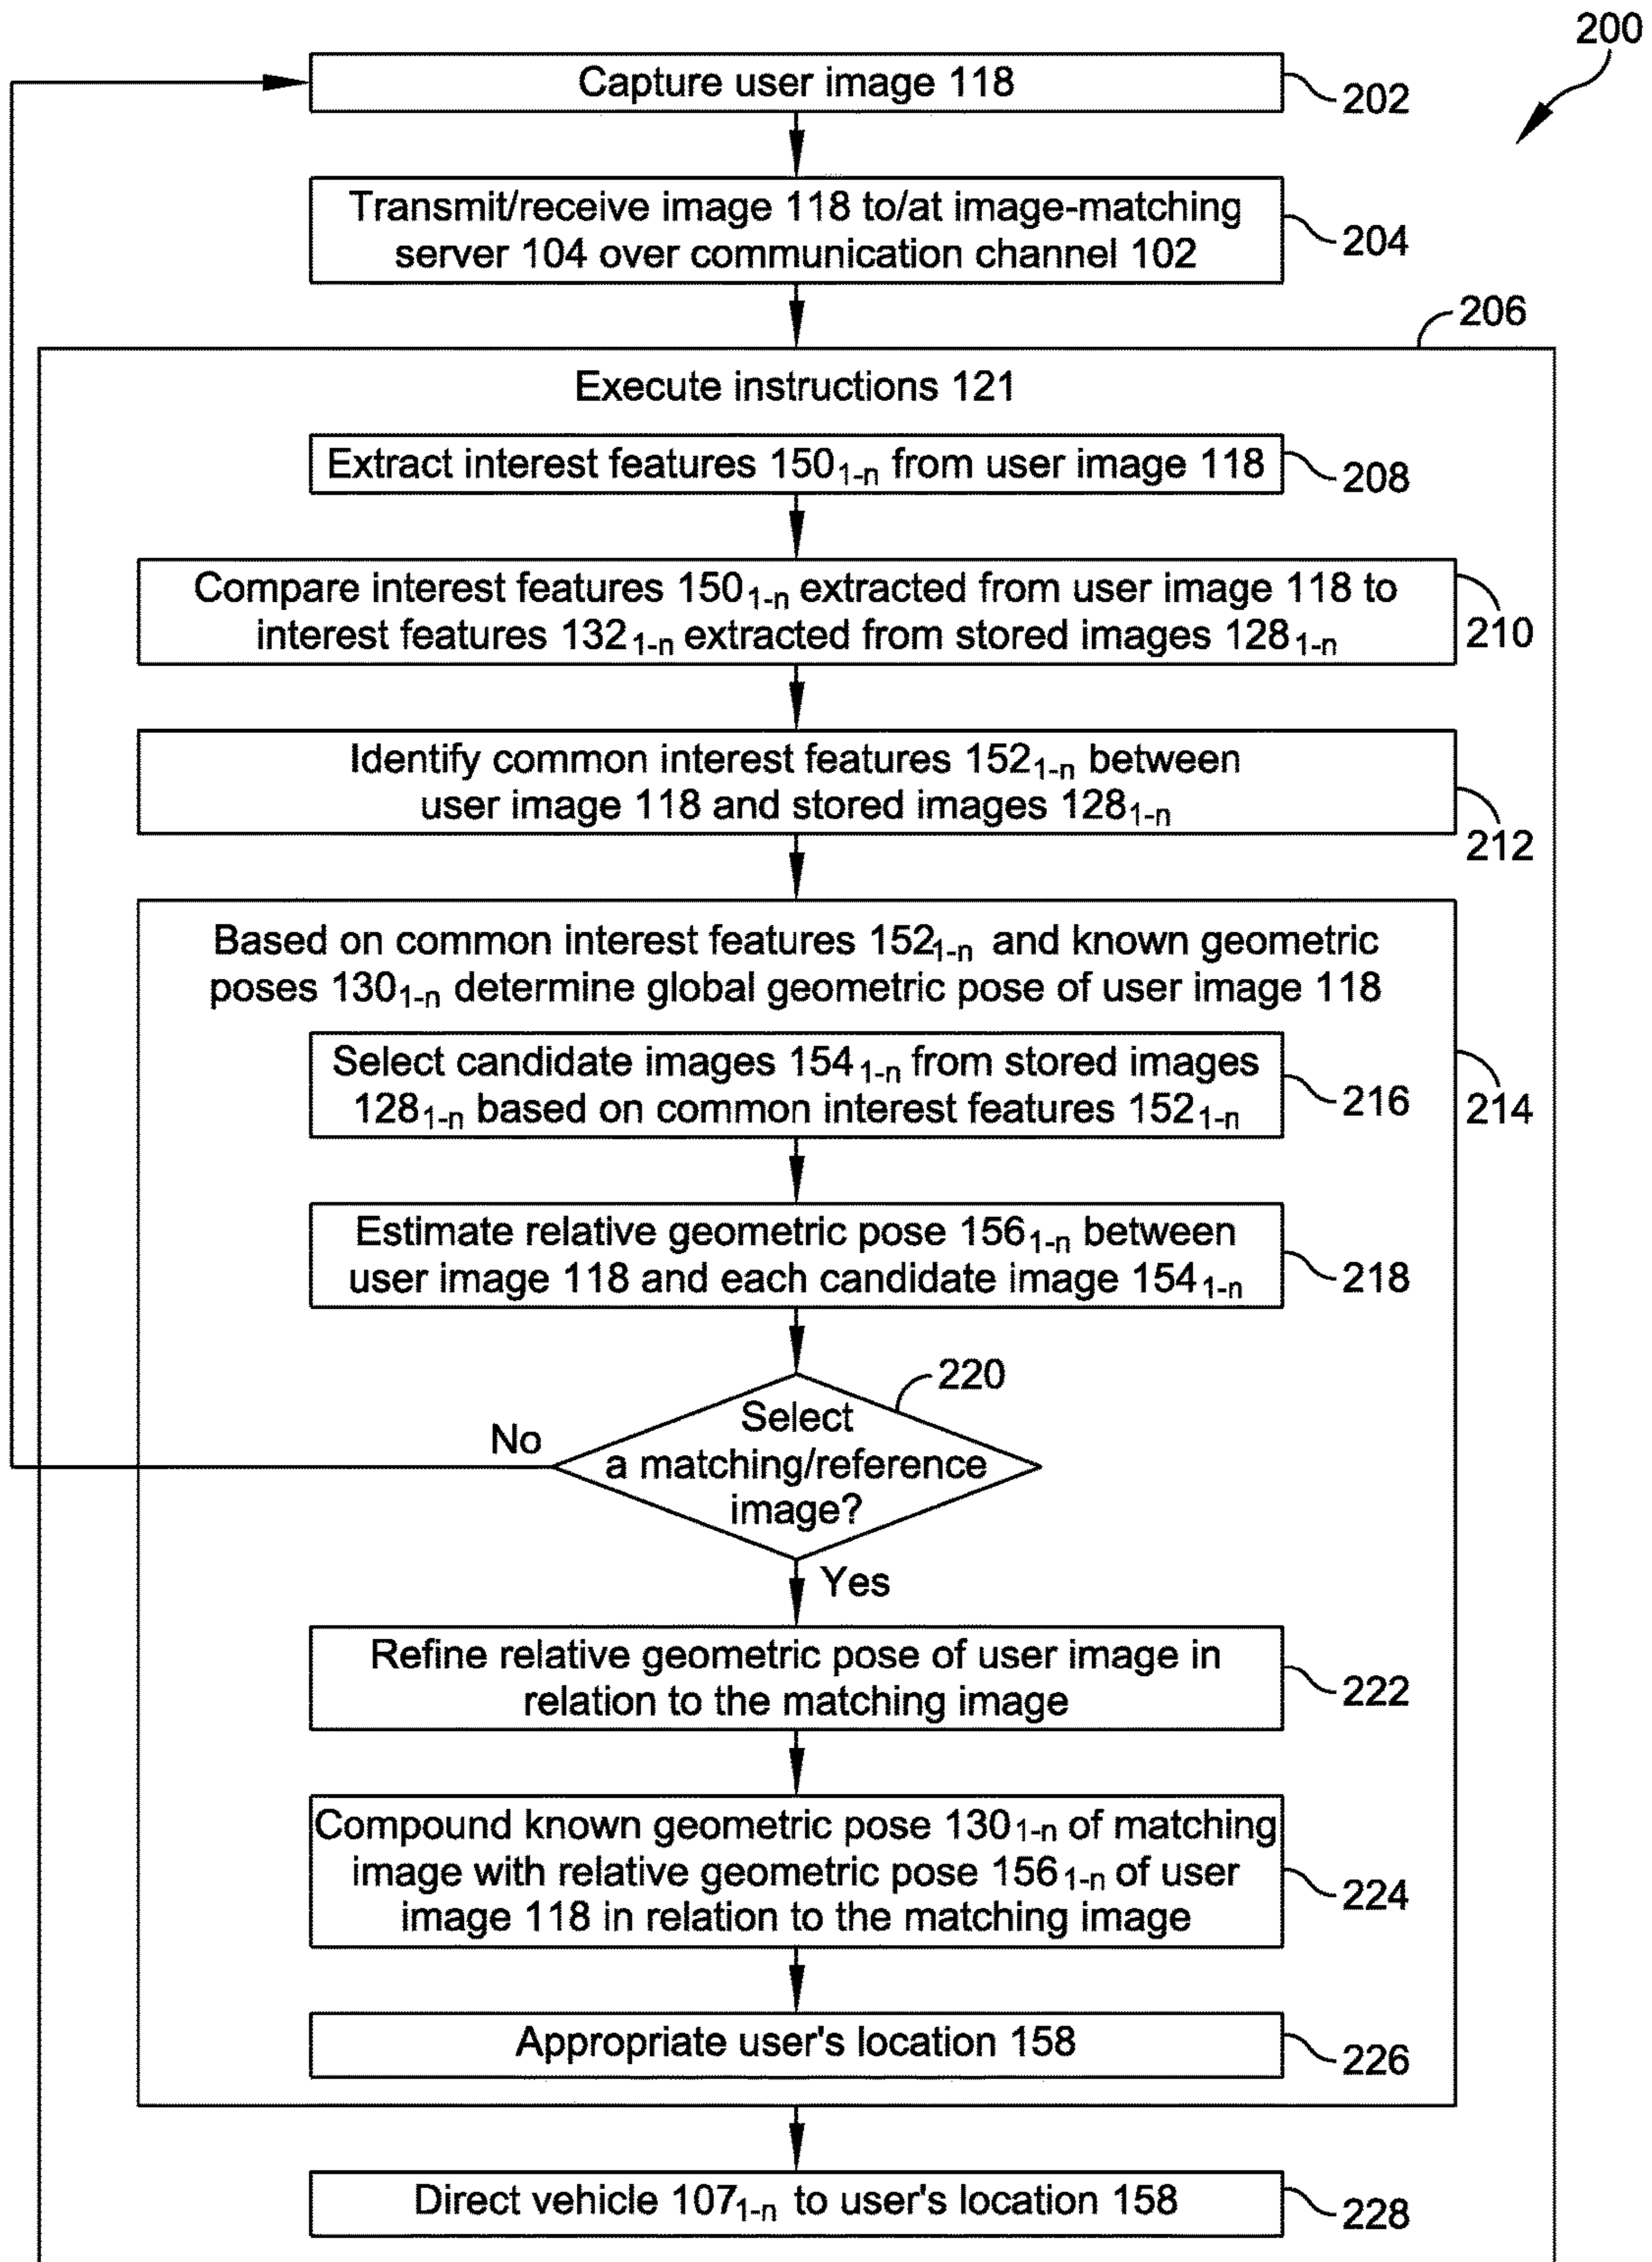 200
Capture user image 118
202
Transmit/receive image 118 to/at image-matching
server 104 over communication channel 102
204
206
Execute instructions 121
Extract interest features 150₁₋ₙ from user image 118
208
Compare interest features 150₁₋ₙ extracted from user image 118 to
interest features 132₁₋ₙ extracted from stored images 128₁₋ₙ
210
Identify common interest features 152₁₋ₙ between
user image 118 and stored images 128₁₋ₙ
212
Based on common interest features 152₁₋ₙ and known geometric
poses 130₁₋ₙ determine global geometric pose of user image 118
214
Select candidate images 154₁₋ₙ from stored images
128₁₋ₙ based on common interest features 152₁₋ₙ
216
Estimate relative geometric pose 156₁₋ₙ between
user image 118 and each candidate image 154₁₋ₙ
218
220
Select
a matching/reference
image?
No
Yes
Refine relative geometric pose of user image in
relation to the matching image
222
Compound known geometric pose 130₁₋ₙ of matching
image with relative geometric pose 156₁₋ₙ of user
image 118 in relation to the matching image
224
Appropriate user's location 158
226
Direct vehicle 107₁₋ₙ to user's location 158
228